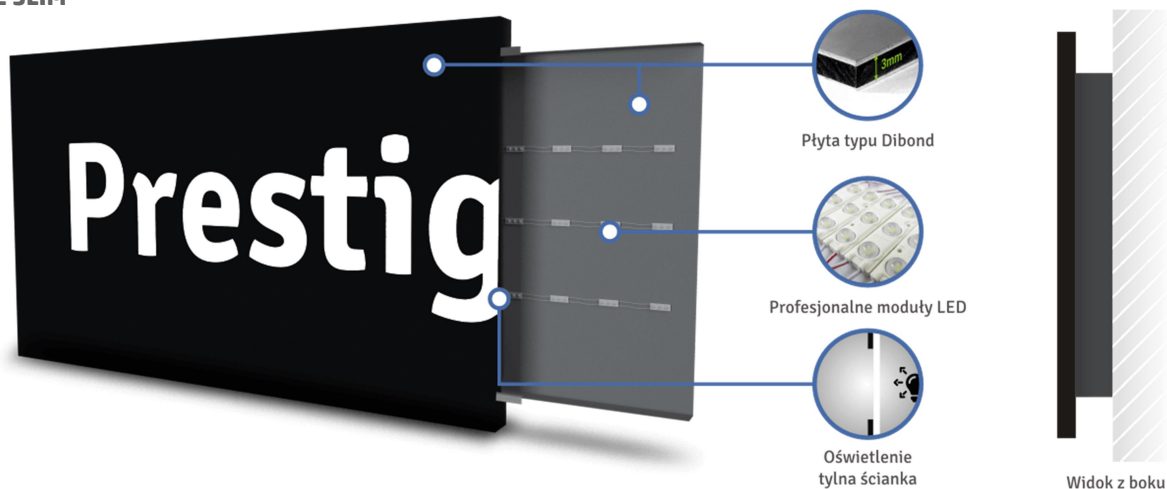 Prestig
3mm
Płyta typu Dibond
Profesjonalne moduły LED
Oświetlenie
tylna ścianka
Widok z boku